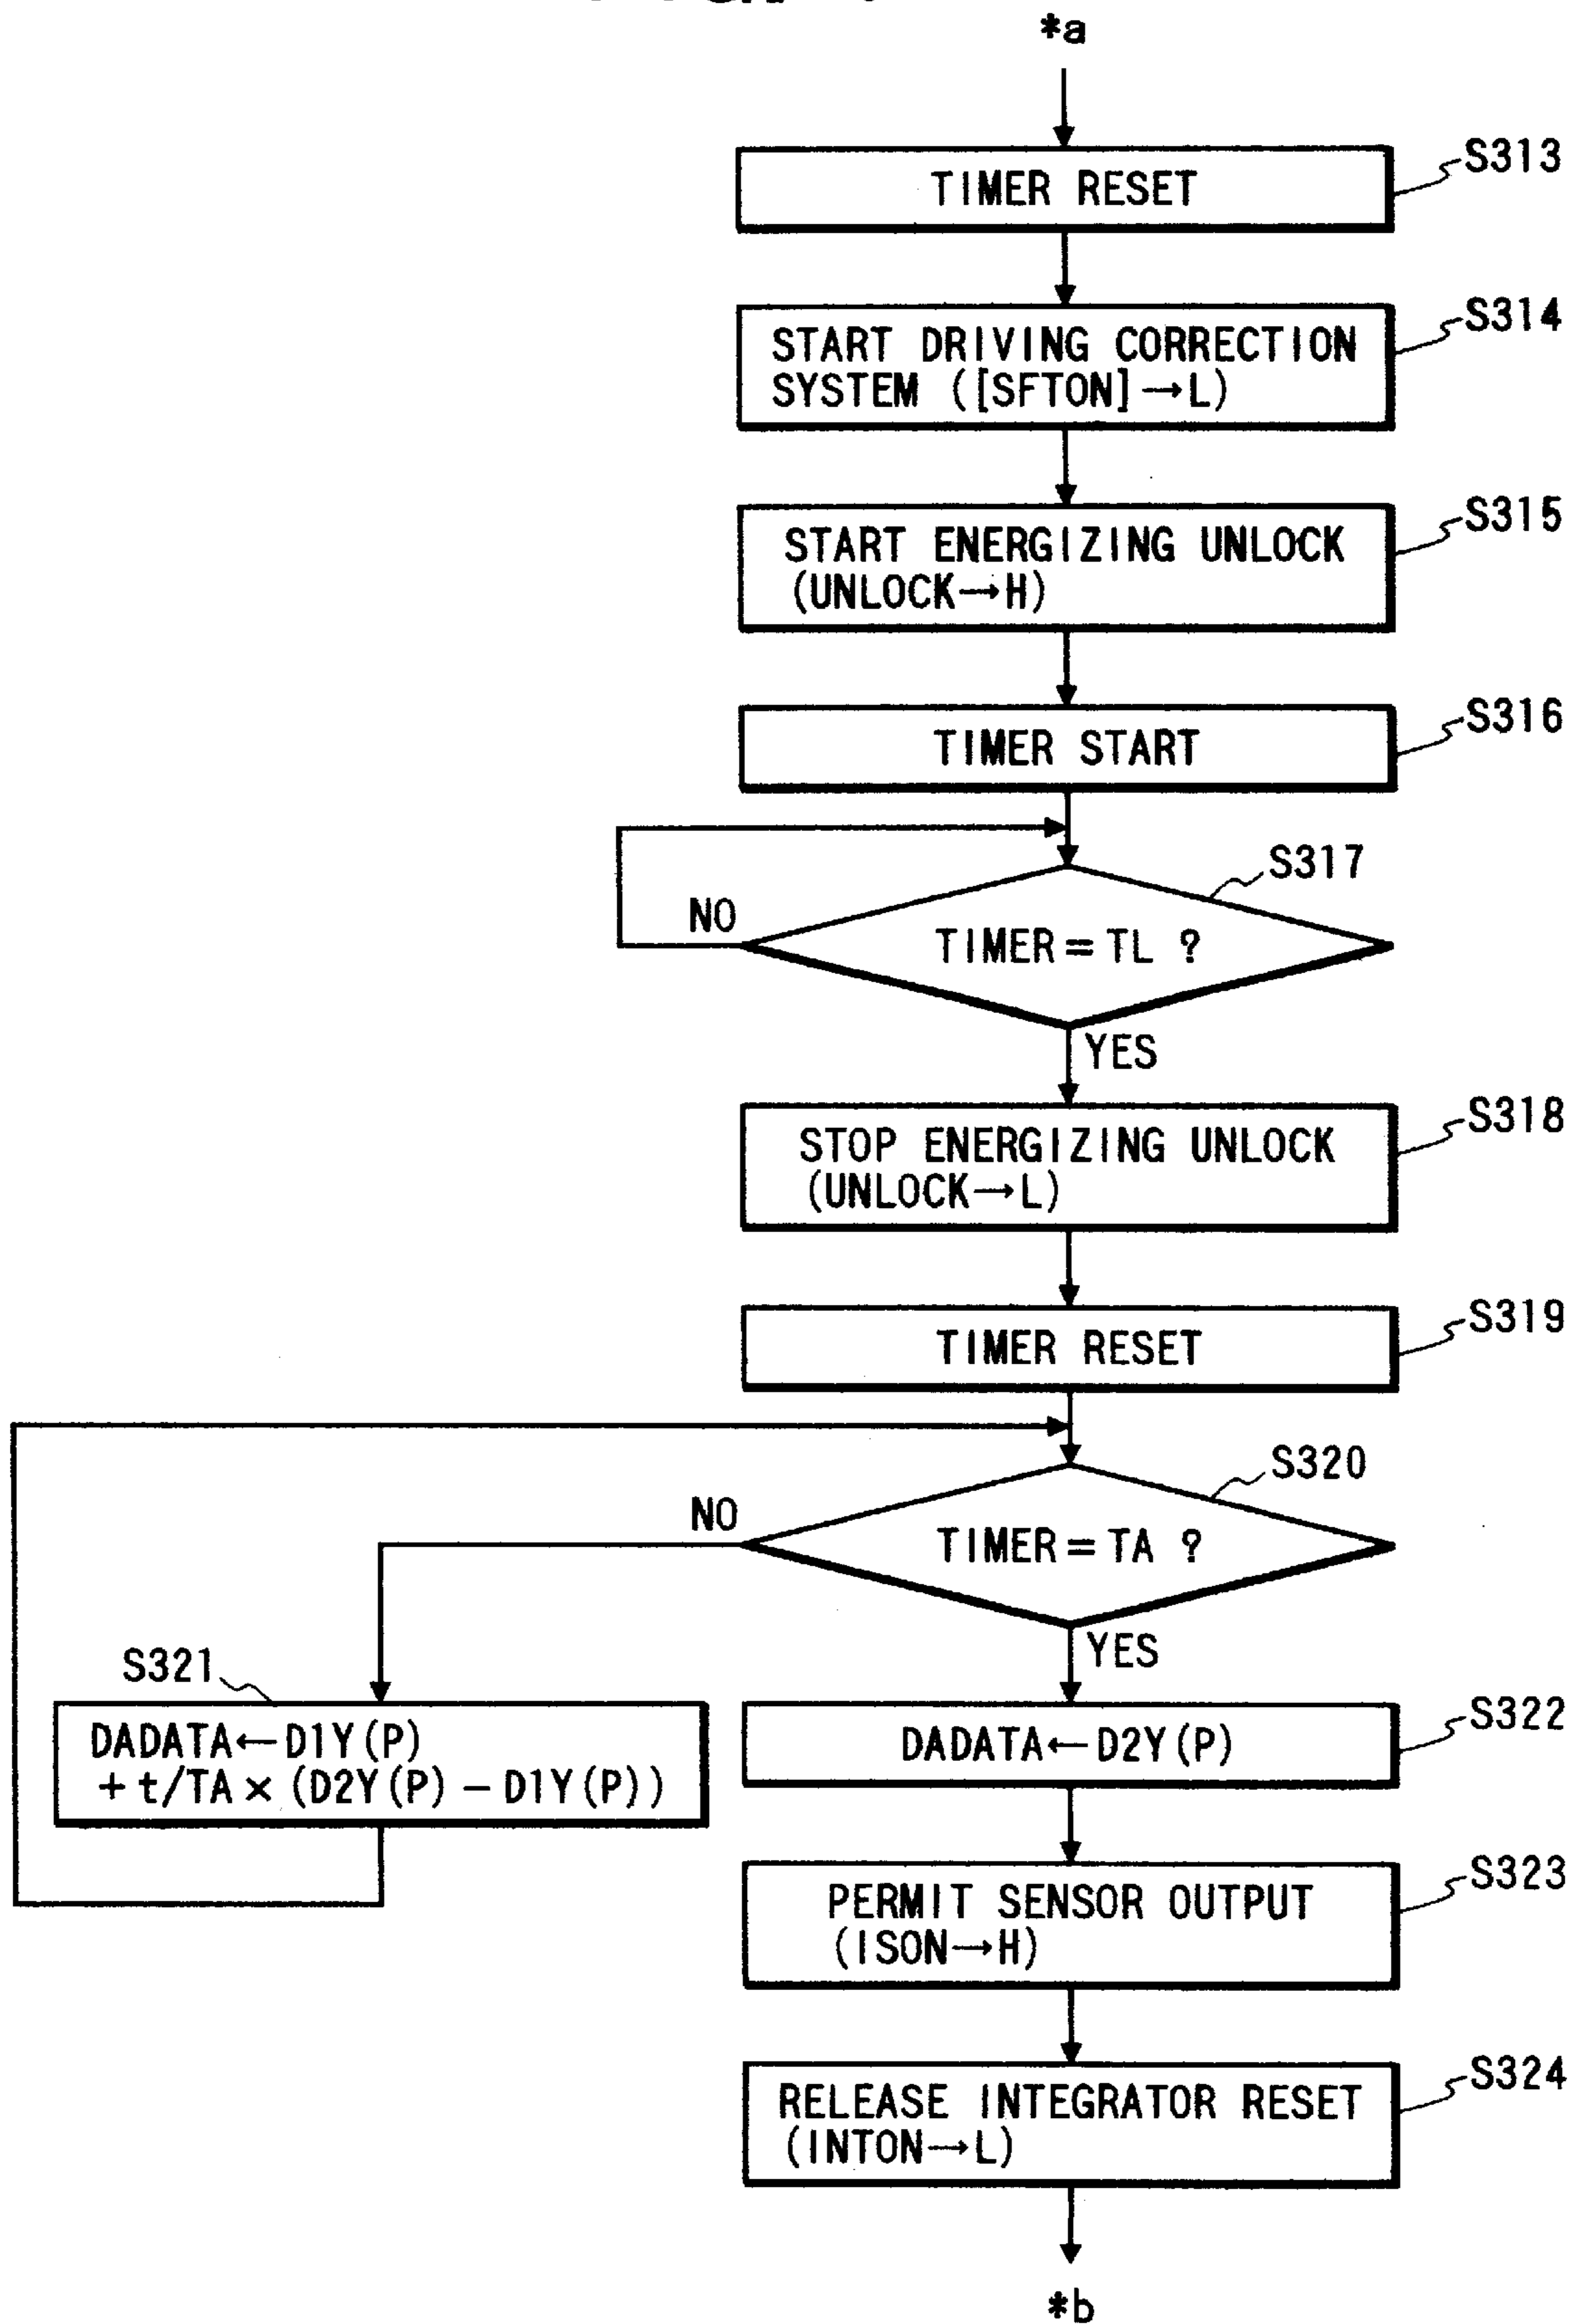 *a
TIMER RESET
S313
START DRIVING CORRECTION
SYSTEM ([SFTON]→L)
S314
START ENERGIZING UNLOCK
(UNLOCK→H)
S315
TIMER START
S316
S317
NO
TIMER=TL ?
YES
STOP ENERGIZING UNLOCK
(UNLOCK→L)
S318
TIMER RESET
S319
S320
NO
TIMER=TA ?
YES
S321
DADATA←D1Y(P)
+t/TA×(D2Y(P)-D1Y(P))
DADATA←D2Y(P)
S322
PERMIT SENSOR OUTPUT
(ISON→H)
S323
RELEASE INTEGRATOR RESET
(INTON→L)
S324
*b